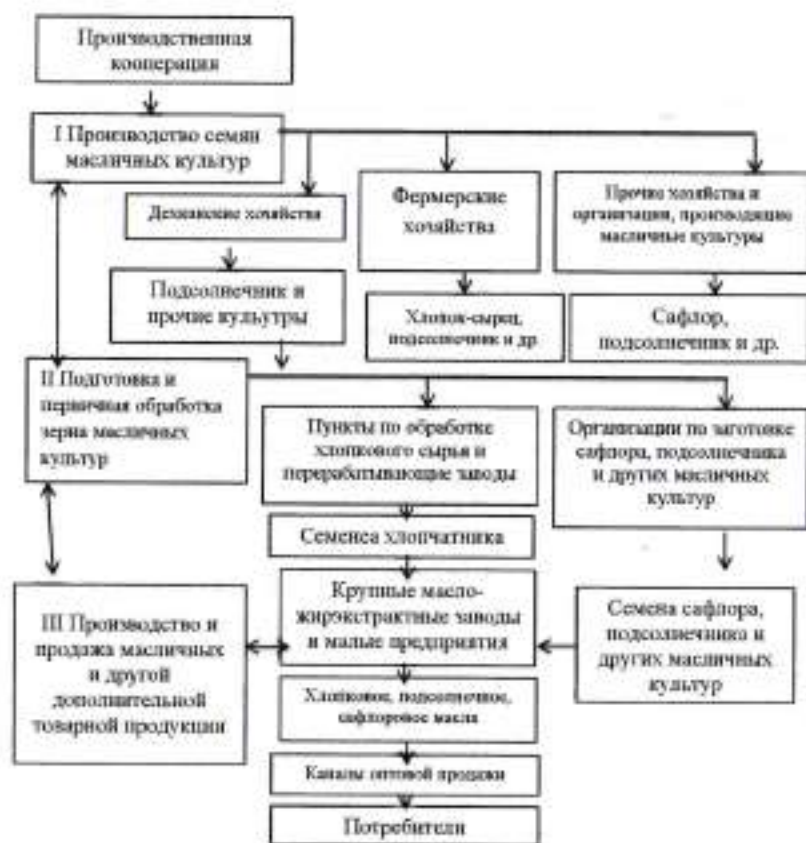 Производственная
кооперация
I Производство семян
масличных культур
Дехканские хозяйства
Фермерские
хозяйства
Прочие хозяйства и
организации, производящие
масличные культуры
Подсолнечник и
прочие кульутры
Хлопок-сырец,
подсолнечник и др
Сафлор,
подсолнечник и др.
II Подготовка и
первичная обработка
зерна масличных
культур
Пункты по обработке
хлопкового сырья и
перерабатывающие заводы
Организации по заготовке
сафлора, подсолнечника
и других масличных
культур
Семенса хлопчатника
III Производство и
продажа масличных
и другой
дополнительной
товарной продукции
Крупные масло-
жирэкстрактные заводы
и малые предприятия
Семена сафлора,
подсолнечника и
других масличных
культур
Хлопковое, подсолнечное,
сафлоровое масла
Каналы оптовой продажи
Потребители